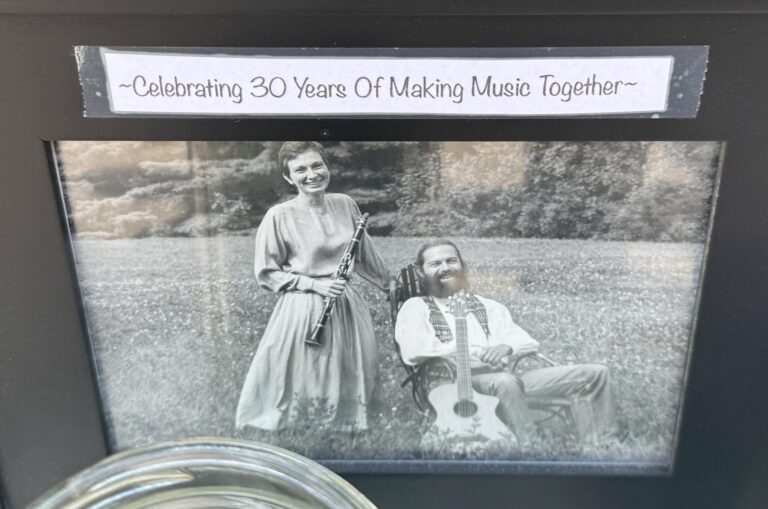 ~Celebrating 30 Years Of Making Music Together~